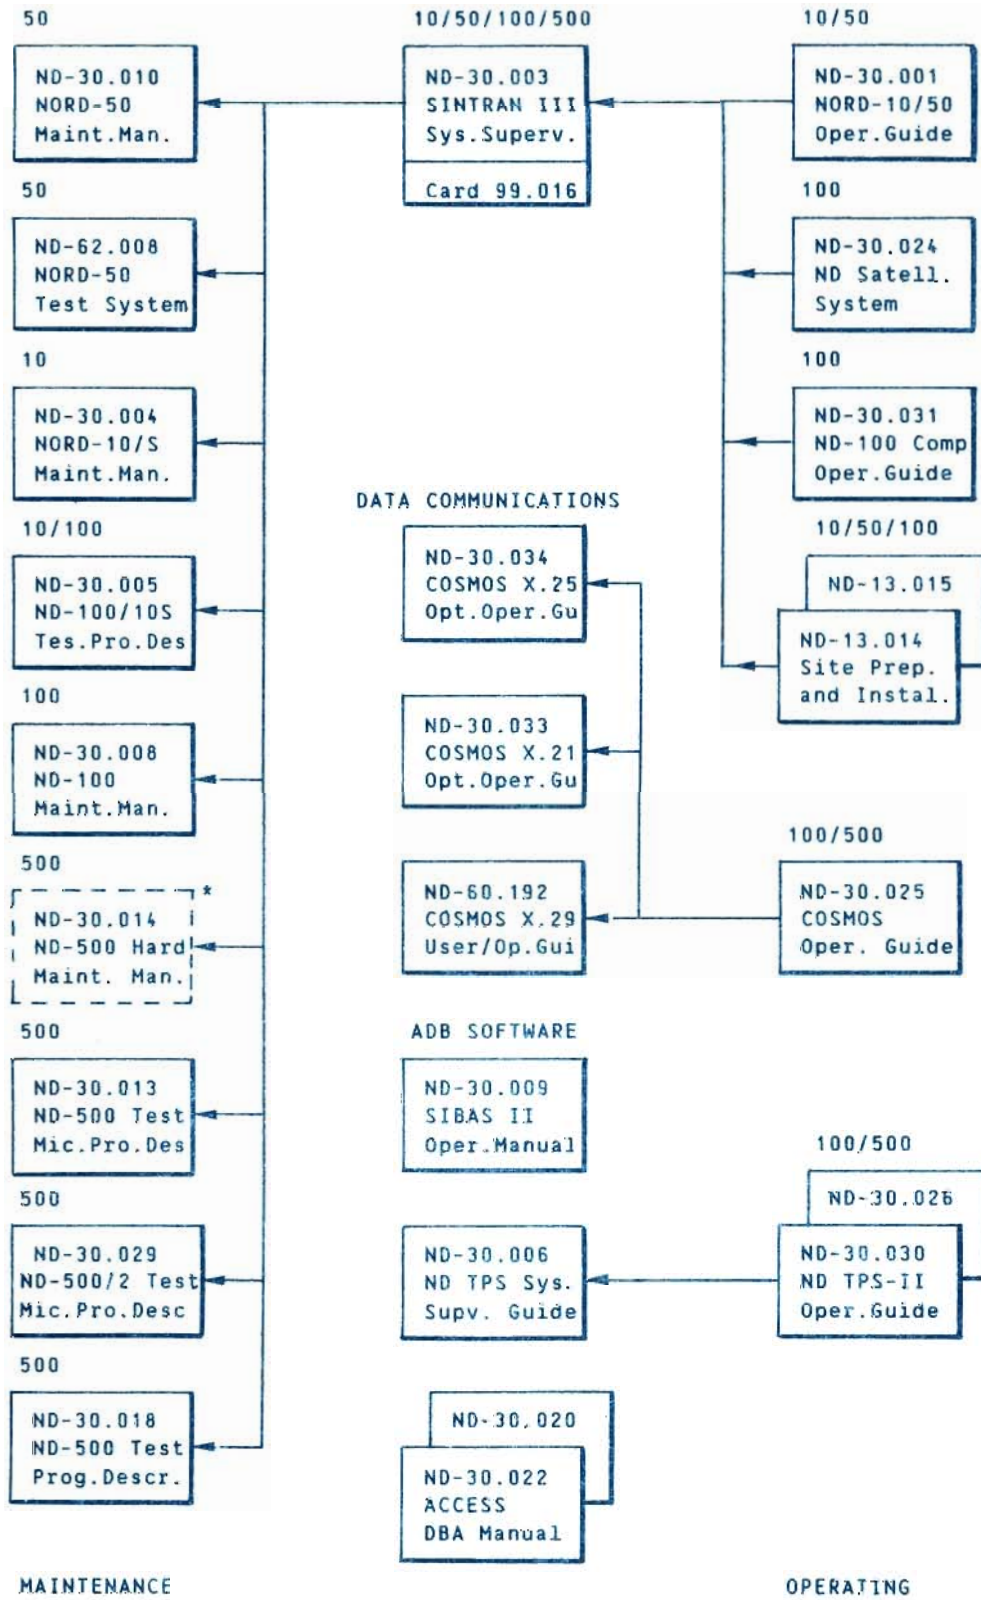 50
ND-30.010
NORD-50
Maint.Man.
50
ND-62.008
NORD-50
Test System
10
ND-30.004
NORD-10/S
Maint.Man.
10/100
ND-30.005
ND-100/10S
Tes.Pro.Des
100
ND-30.008
ND-100
Maint.Man.
500
*
ND-30.014
ND-500 Hard
Maint. Man.
500
ND-30.013
ND-500 Test
Mic.Pro.Des
500
ND-30.029
ND-500/2 Test
Mic.Pro.Desc
500
ND-30.018
ND-500 Test
Prog.Descr.
MAINTENANCE
10/50/100/500
ND-30.003
SINTRAN III
Sys.Superv.
Card 99.016
DATA COMMUNICATIONS
ND-30.034
COSMOS X.25
Opt.Oper.Gu
ND-30.033
COSMOS X.21
Opt.Oper.Gu
ND-60.192
COSMOS X.29
User/Op.Gui
ADB SOFTWARE
ND-30.009
SIBAS II
Oper.Manual
ND-30.006
ND TPS Sys.
Supv. Guide
ND-30.020
ND-30.022
ACCESS
DBA Manual
10/50
ND-30.001
NORD-10/50
Oper.Guide
100
ND-30.024
ND Satell.
System
100
ND-30.031
ND-100 Comp
Oper.Guide
10/50/100
ND-13.015
ND-13.014
Site Prep.
and Instal.
100/500
ND-30.025
COSMOS
Oper. Guide
100/500
ND-30.026
ND-30.030
ND TPS-II
Oper.Guide
OPERATING